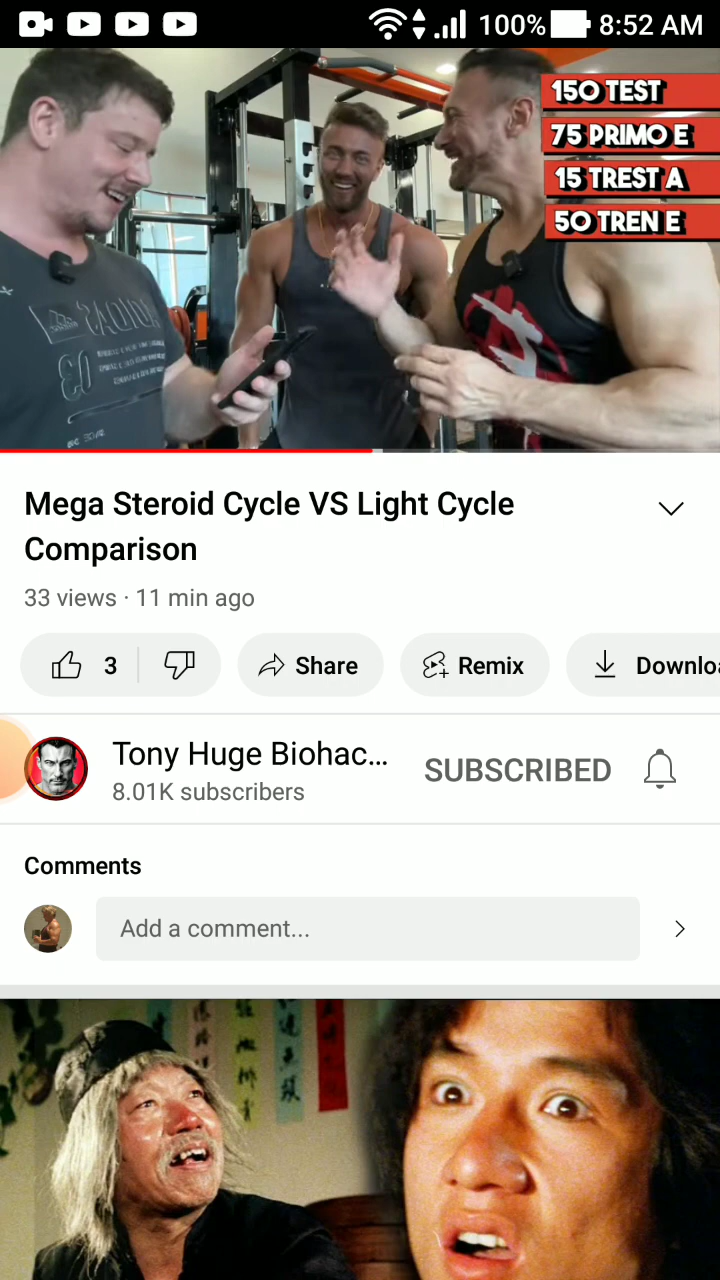 100%
8:52 AM
150 TEST
75 PRIMO E
15 TREST A
50 TREN E
Mega Steroid Cycle VS Light Cycle
Comparison
33 views · 11 min ago
3
Share
Remix
Downloa
Tony Huge Biohac...
SUBSCRIBED
8.01K subscribers
Comments
Add a comment...